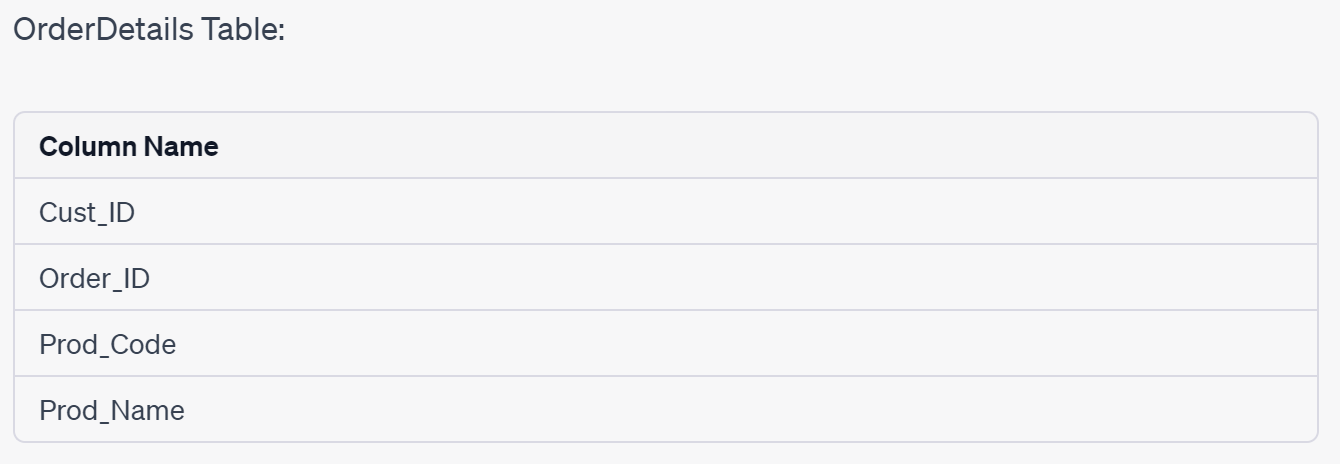 OrderDetails Table:
Column Name
Cust_ID
Order_ID
Prod_Code
Prod_Name